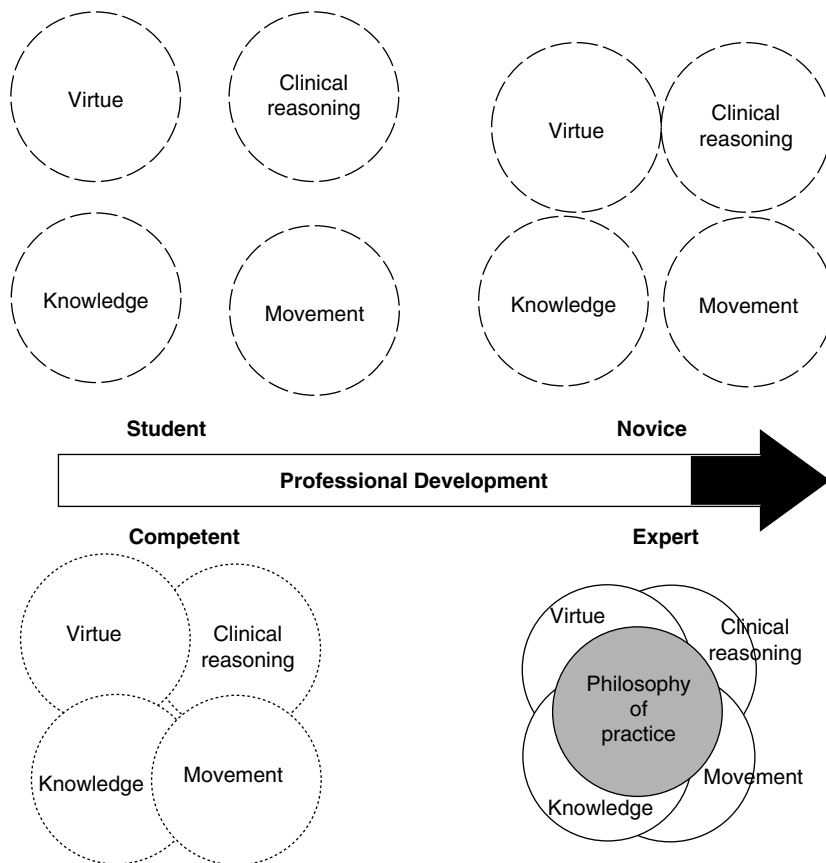 Virtue
Clinical
reasoning
Knowledge
Movement
Student
Virtue
Clinical
reasoning
Knowledge
Movement
Novice
Professional Development
Competent
Virtue
Clinical
reasoning
Knowledge
Movement
Expert
Virtue
Clinical
reasoning
Philosophy
of
practice
Movement
Knowledge